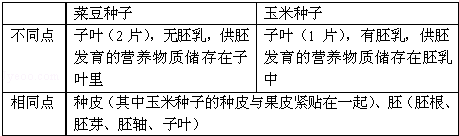 菜豆种子 玉米种子
不同点 子叶（2 片），无胚乳，供胚 子叶（1 片），有胚乳，供胚
发育的营养物质储存在子 发育的营养物质储存在胚乳
叶里 中
相同点 种皮（其中玉米种子的种皮与果皮紧贴在一起）、胚（胚根、
胚芽、胚轴、子叶）